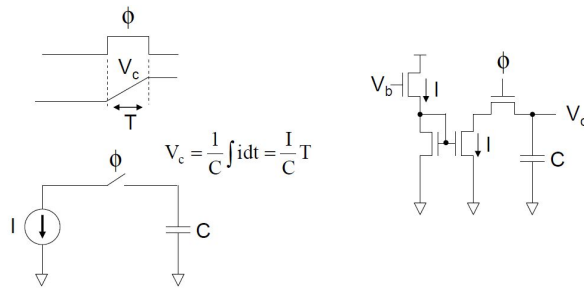 ϕ
V_c
T
V_c = 1/C ∫ idt = I/C T
ϕ
I
C
ϕ
V_b
I
I
V_c
C